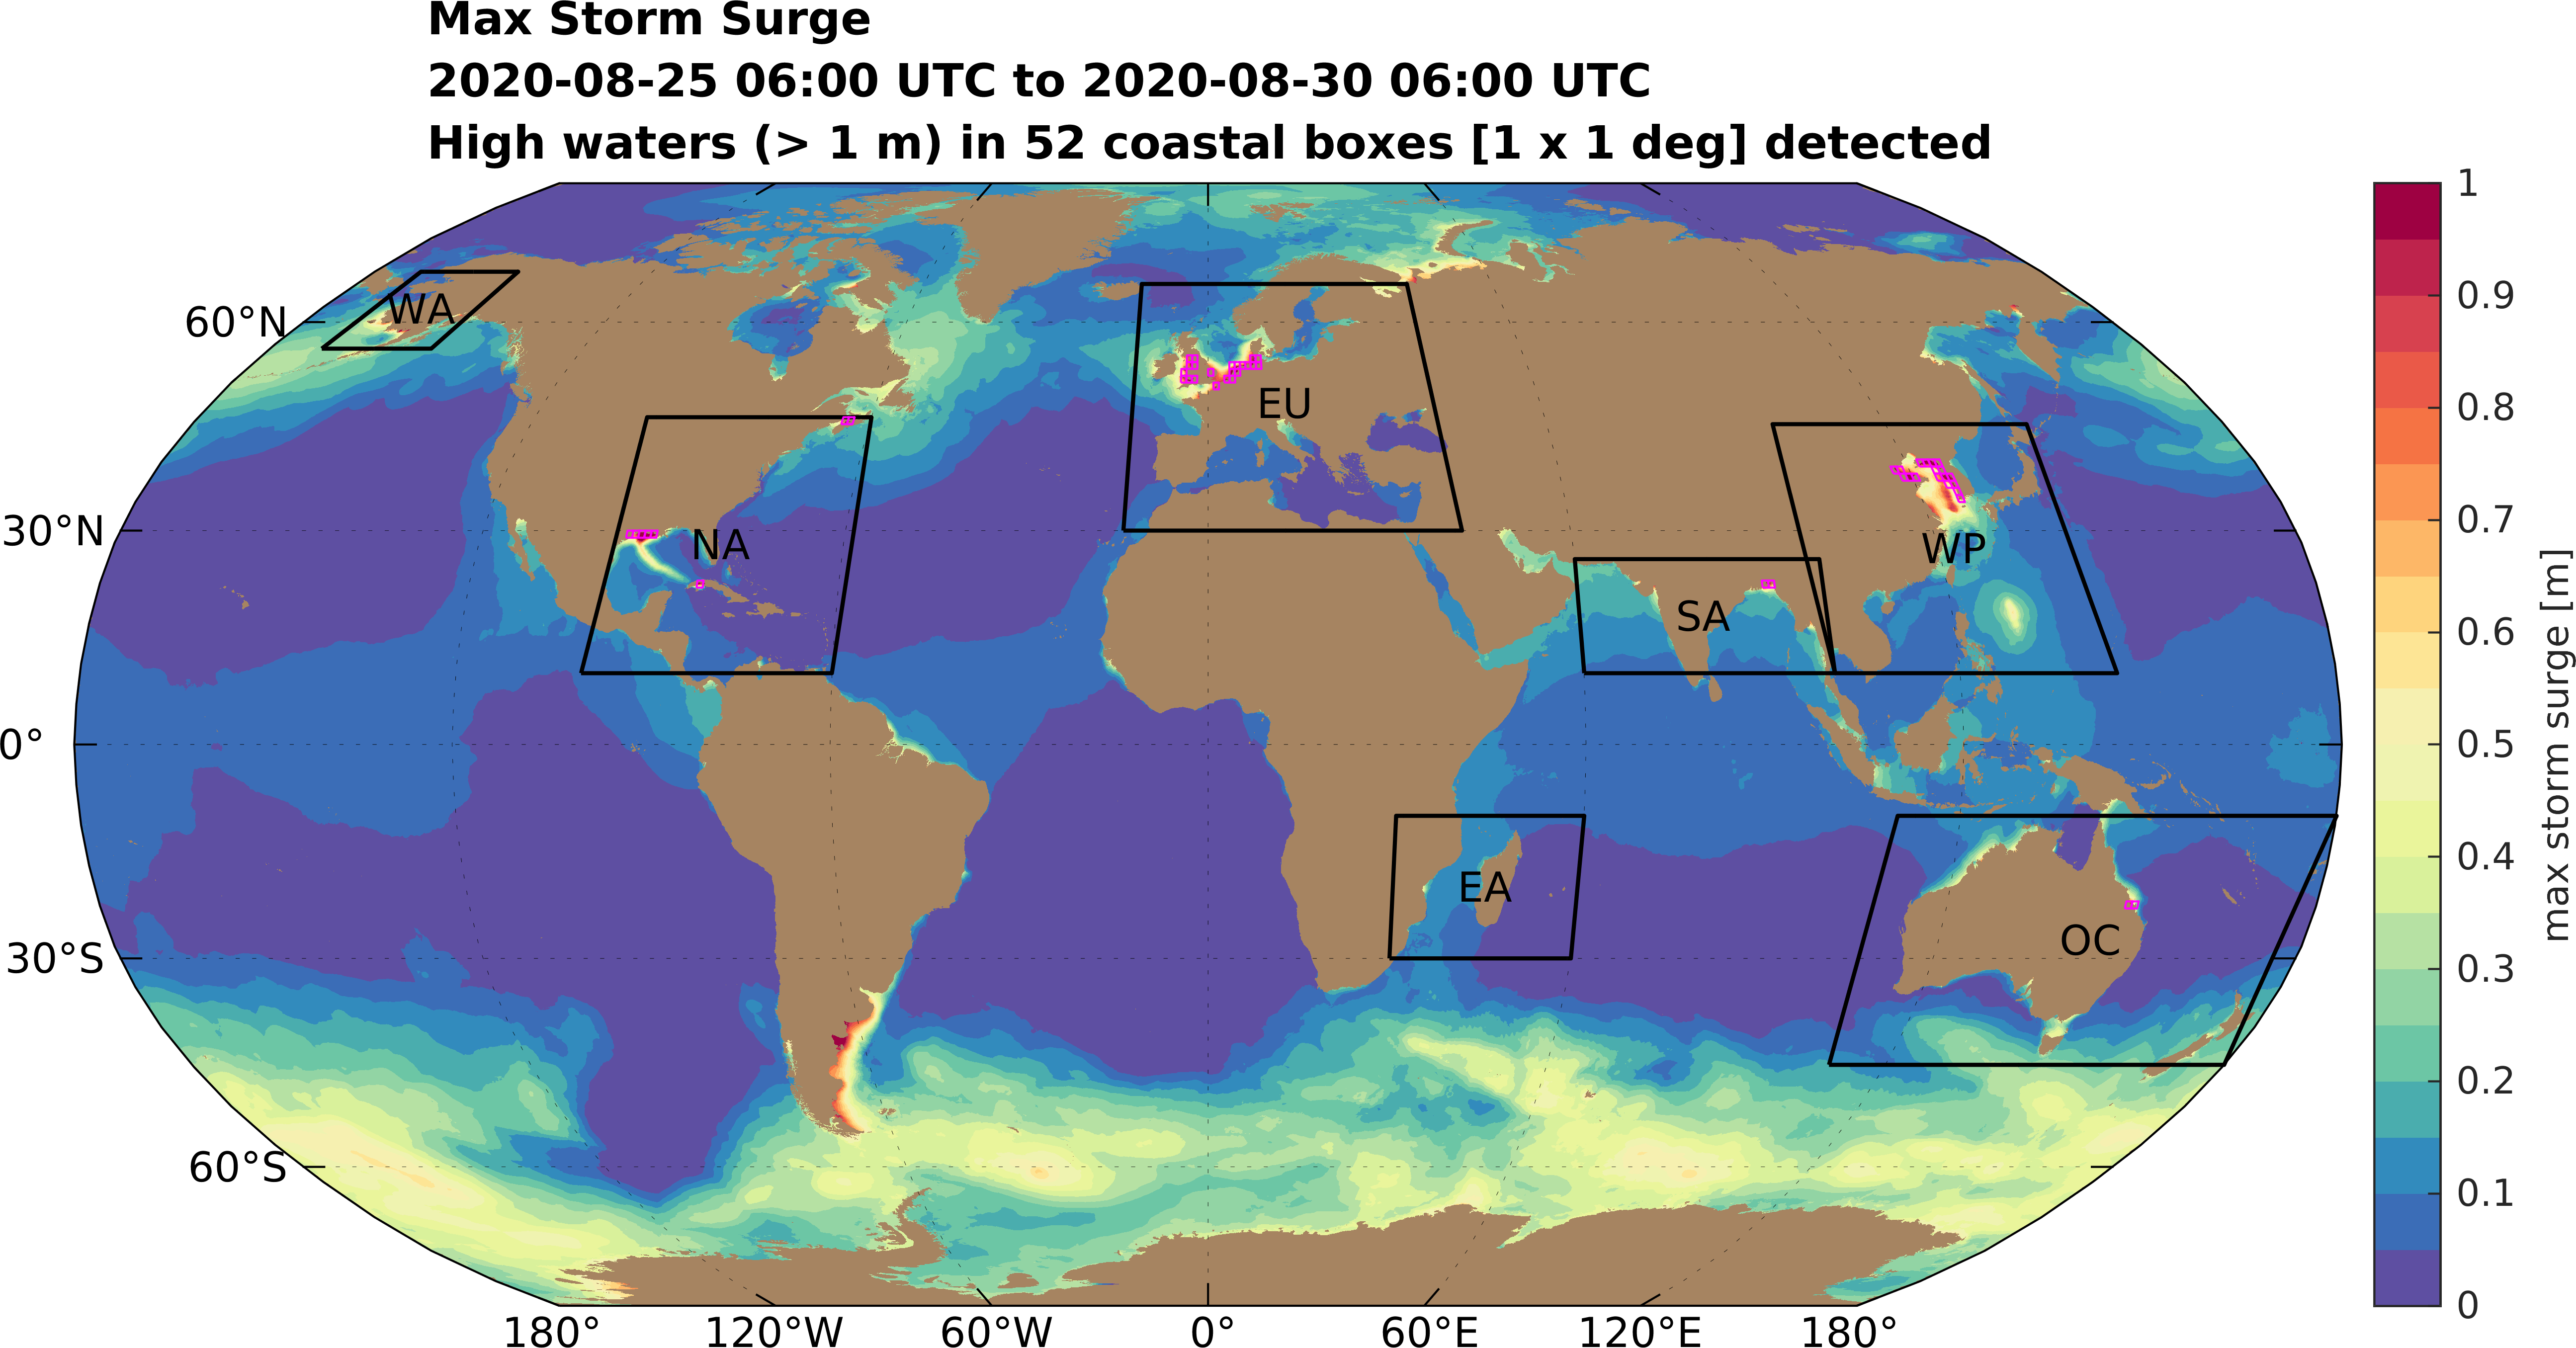 Max Storm Surge
2020-08-25 06:00 UTC to 2020-08-30 06:00 UTC
High waters (> 1 m) in 52 coastal boxes [1 x 1 deg] detected
60°N
30°N
0°
30°S
60°S
WA
EU
NA
WP
SA
EA
OC
180°
120°W
60°W
0°
60°E
120°E
180°
1
0.9
0.8
0.7
0.6
0.5
0.4
0.3
0.2
0.1
0
max storm surge [m]